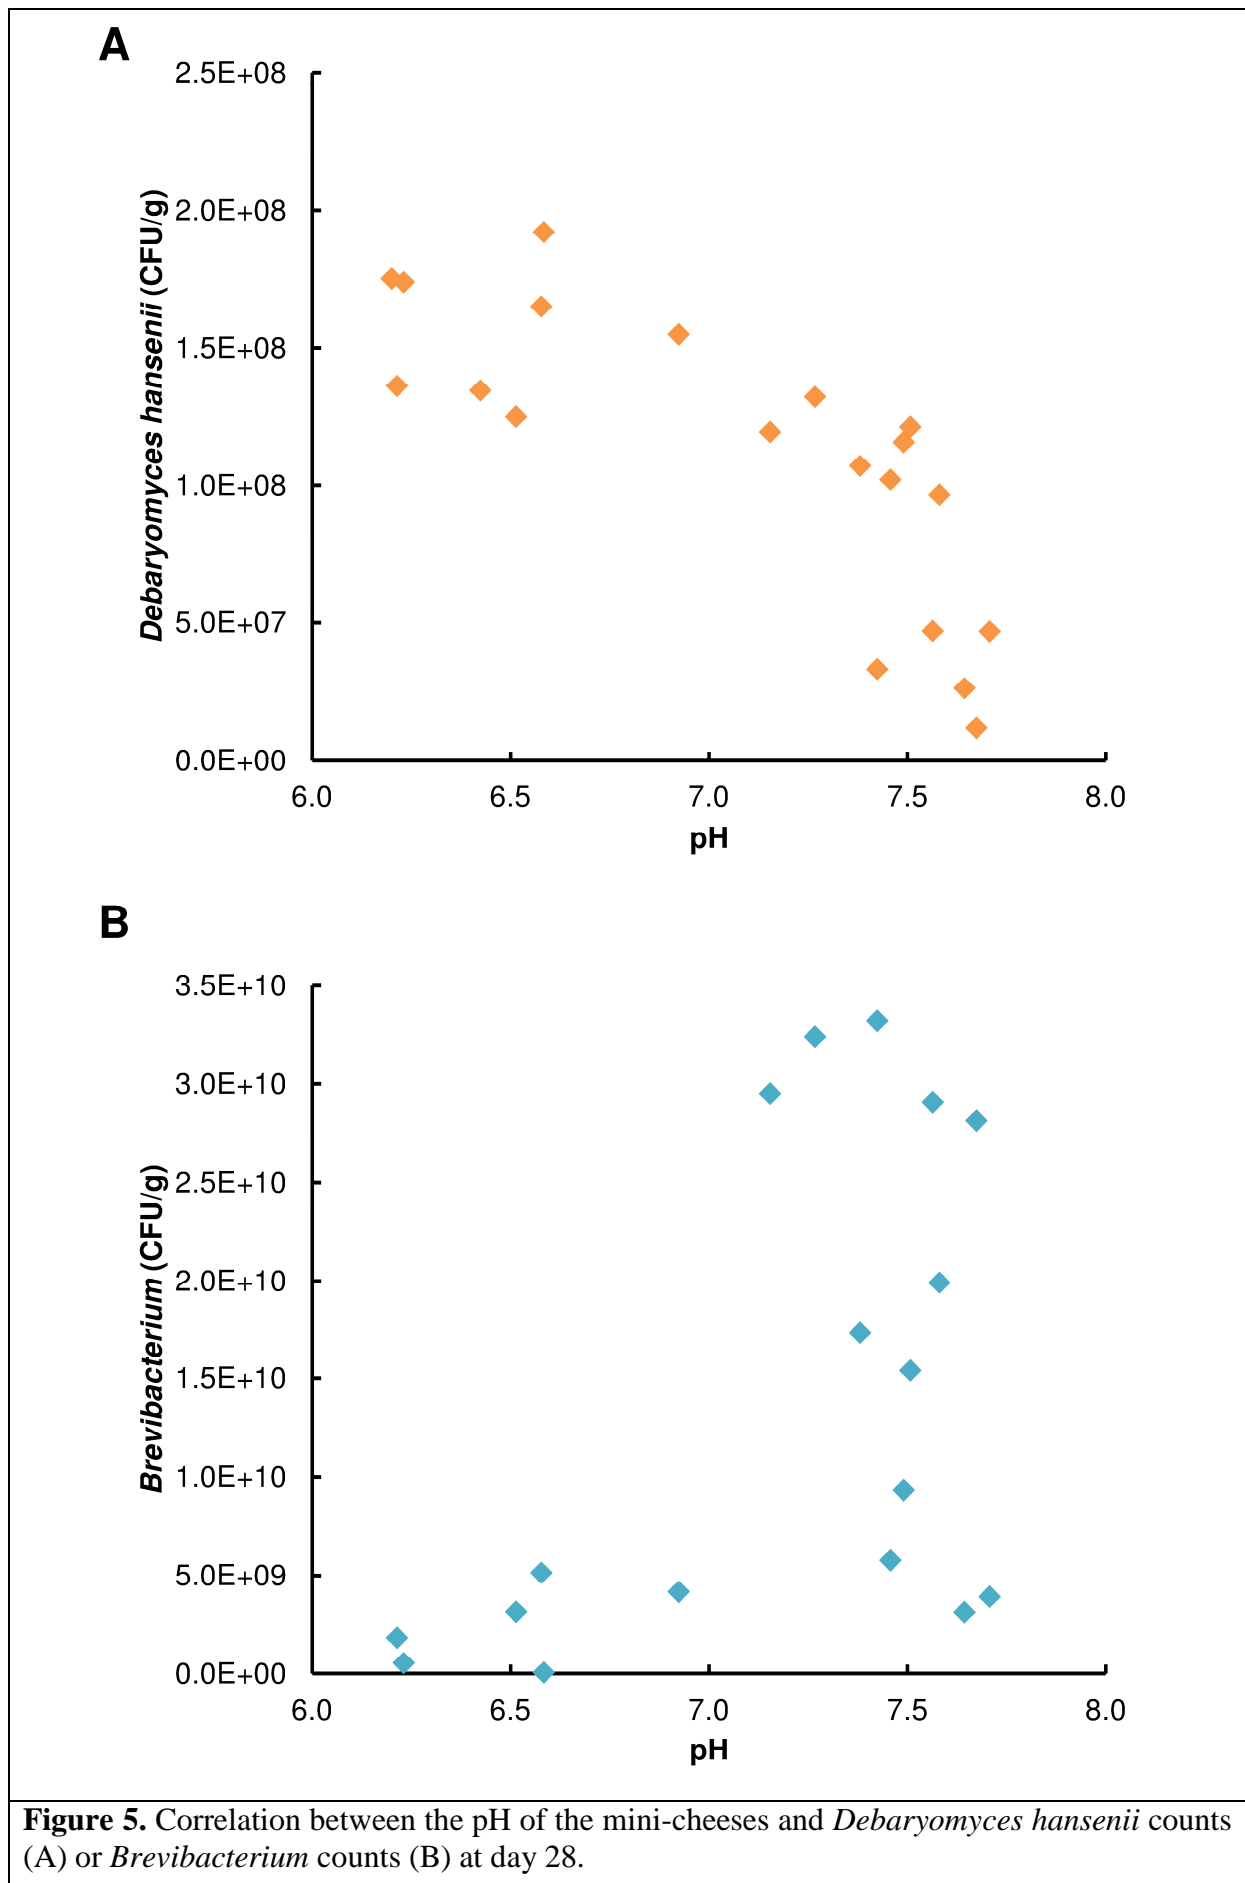 A
2.5E+08
2.0E+08
1.5E+08
1.0E+08
5.0E+07
0.0E+00
Debaryomyces hansenii (CFU/g)
6.0 6.5 7.0 7.5 8.0
pH
B
3.5E+10
3.0E+10
2.5E+10
2.0E+10
1.5E+10
1.0E+10
5.0E+09
0.0E+00
Brevibacterium (CFU/g)
6.0 6.5 7.0 7.5 8.0
pH
Figure 5. Correlation between the pH of the mini-cheeses and Debaryomyces hansenii counts
(A) or Brevibacterium counts (B) at day 28.